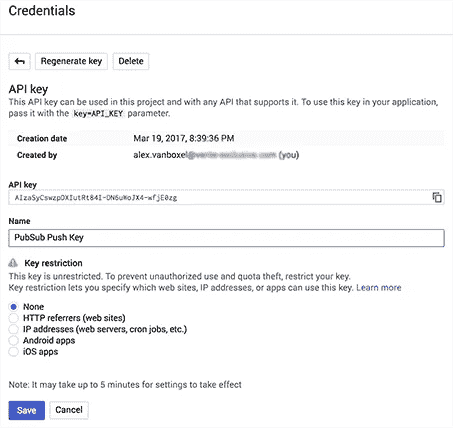 Credentials
Regenerate key Delete
API key
This API key can be used in this project and with any API that supports it. To use this key in your application,
pass it with the key=API_KEY parameter.
Creation date Mar 19, 2017, 8:39:36 PM
Created by alex.vanboxel (you)
API key
Name
PubSub Push Key
Key restriction
This key is unrestricted. To prevent unauthorized use and quota theft, restrict your key.
Key restriction lets you specify which web sites, IP addresses, or apps can use this key. Learn more
None
HTTP referrers (web sites)
IP addresses (web servers, cron jobs, etc.)
Android apps
iOS apps
Note: It may take up to 5 minutes for settings to take effect
Save Cancel